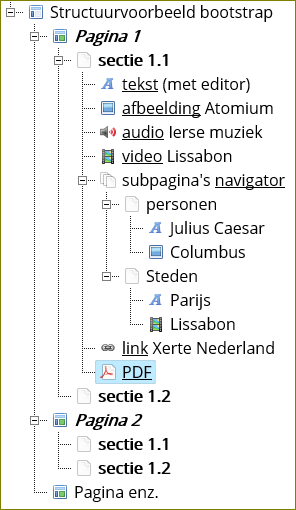 Structuurvoorbeeld bootstrap
Pagina 1
sectie 1.1
tekst (met editor)
afbeelding Atomium
audio Ierse muziek
video Lissabon
subpagina's navigator
personen
Julius Caesar
Columbus
Steden
Parijs
Lissabon
link Xerte Nederland
PDF
sectie 1.2
Pagina 2
sectie 1.1
sectie 1.2
Pagina enz.